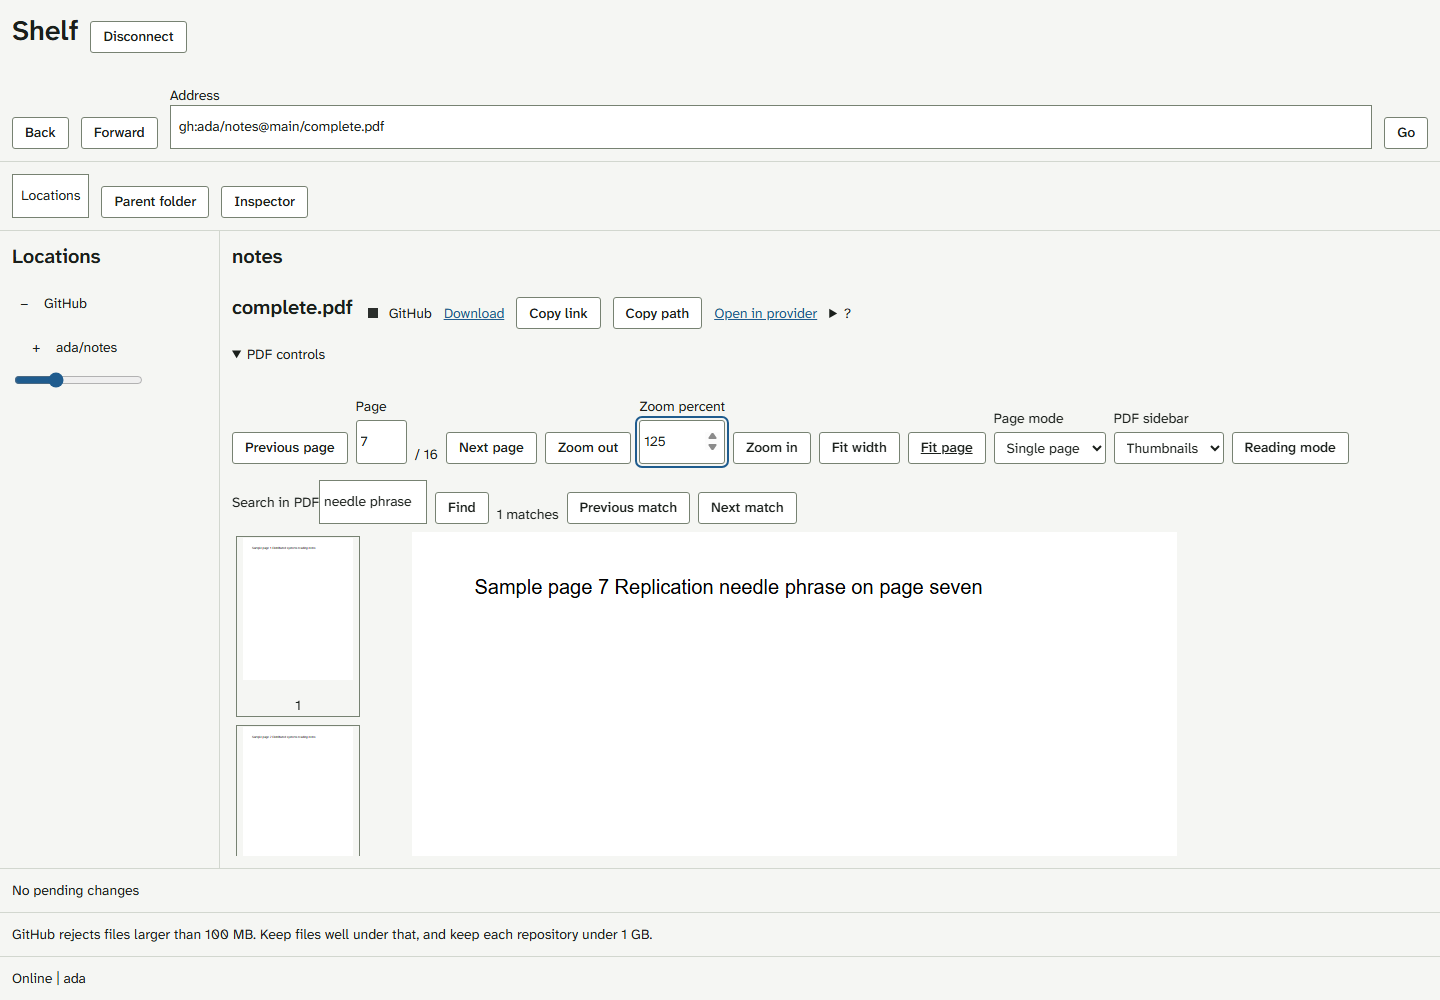 Shelf Disconnect
Address
Back Forward gh:ada/notes@main/complete.pdf Go
Locations Parent folder Inspector
Locations
– GitHub
+ ada/notes
notes
complete.pdf GitHub Download Copy link Copy path Open in provider ?
PDF controls
Previous page Page 7 / 16 Next page Zoom out Zoom percent 125 Zoom in Fit width Fit page Page mode Single page PDF sidebar Thumbnails Reading mode
Search in PDF needle phrase Find 1 matches Previous match Next match
1
Sample page 7 Replication needle phrase on page seven
No pending changes
GitHub rejects files larger than 100 MB. Keep files well under that, and keep each repository under 1 GB.
Online | ada